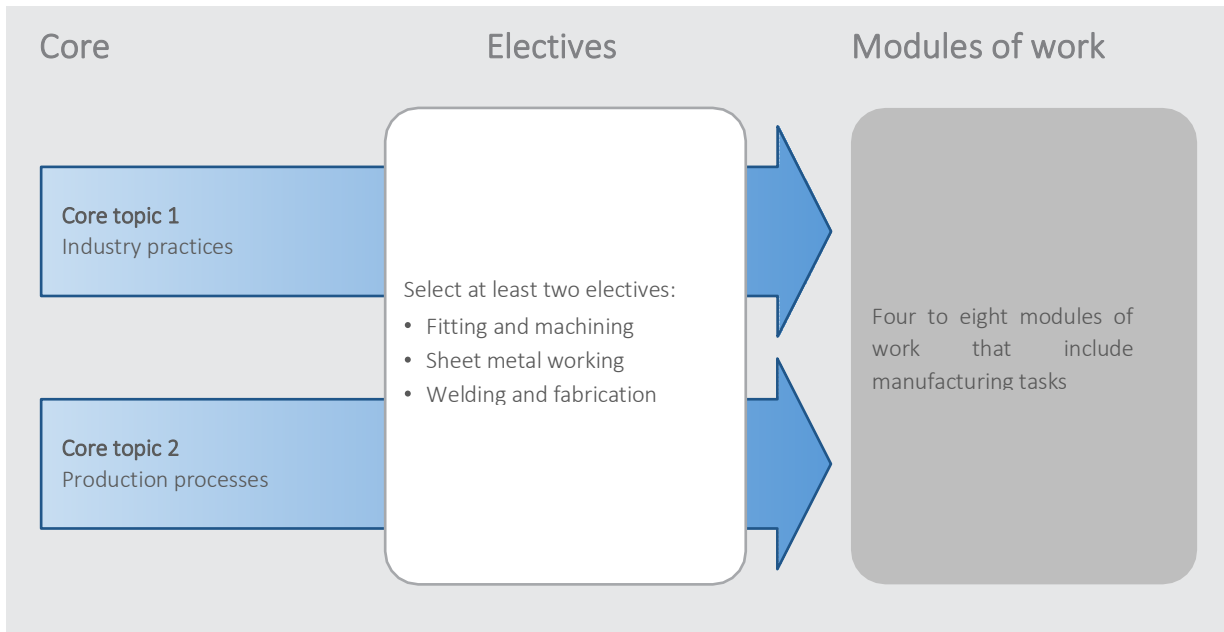 Core
Electives
Modules of work
Core topic 1
Industry practices
Core topic 2
Production processes
Select at least two electives:
• Fitting and machining
• Sheet metal working
• Welding and fabrication
Four to eight modules of
work that include
manufacturing tasks